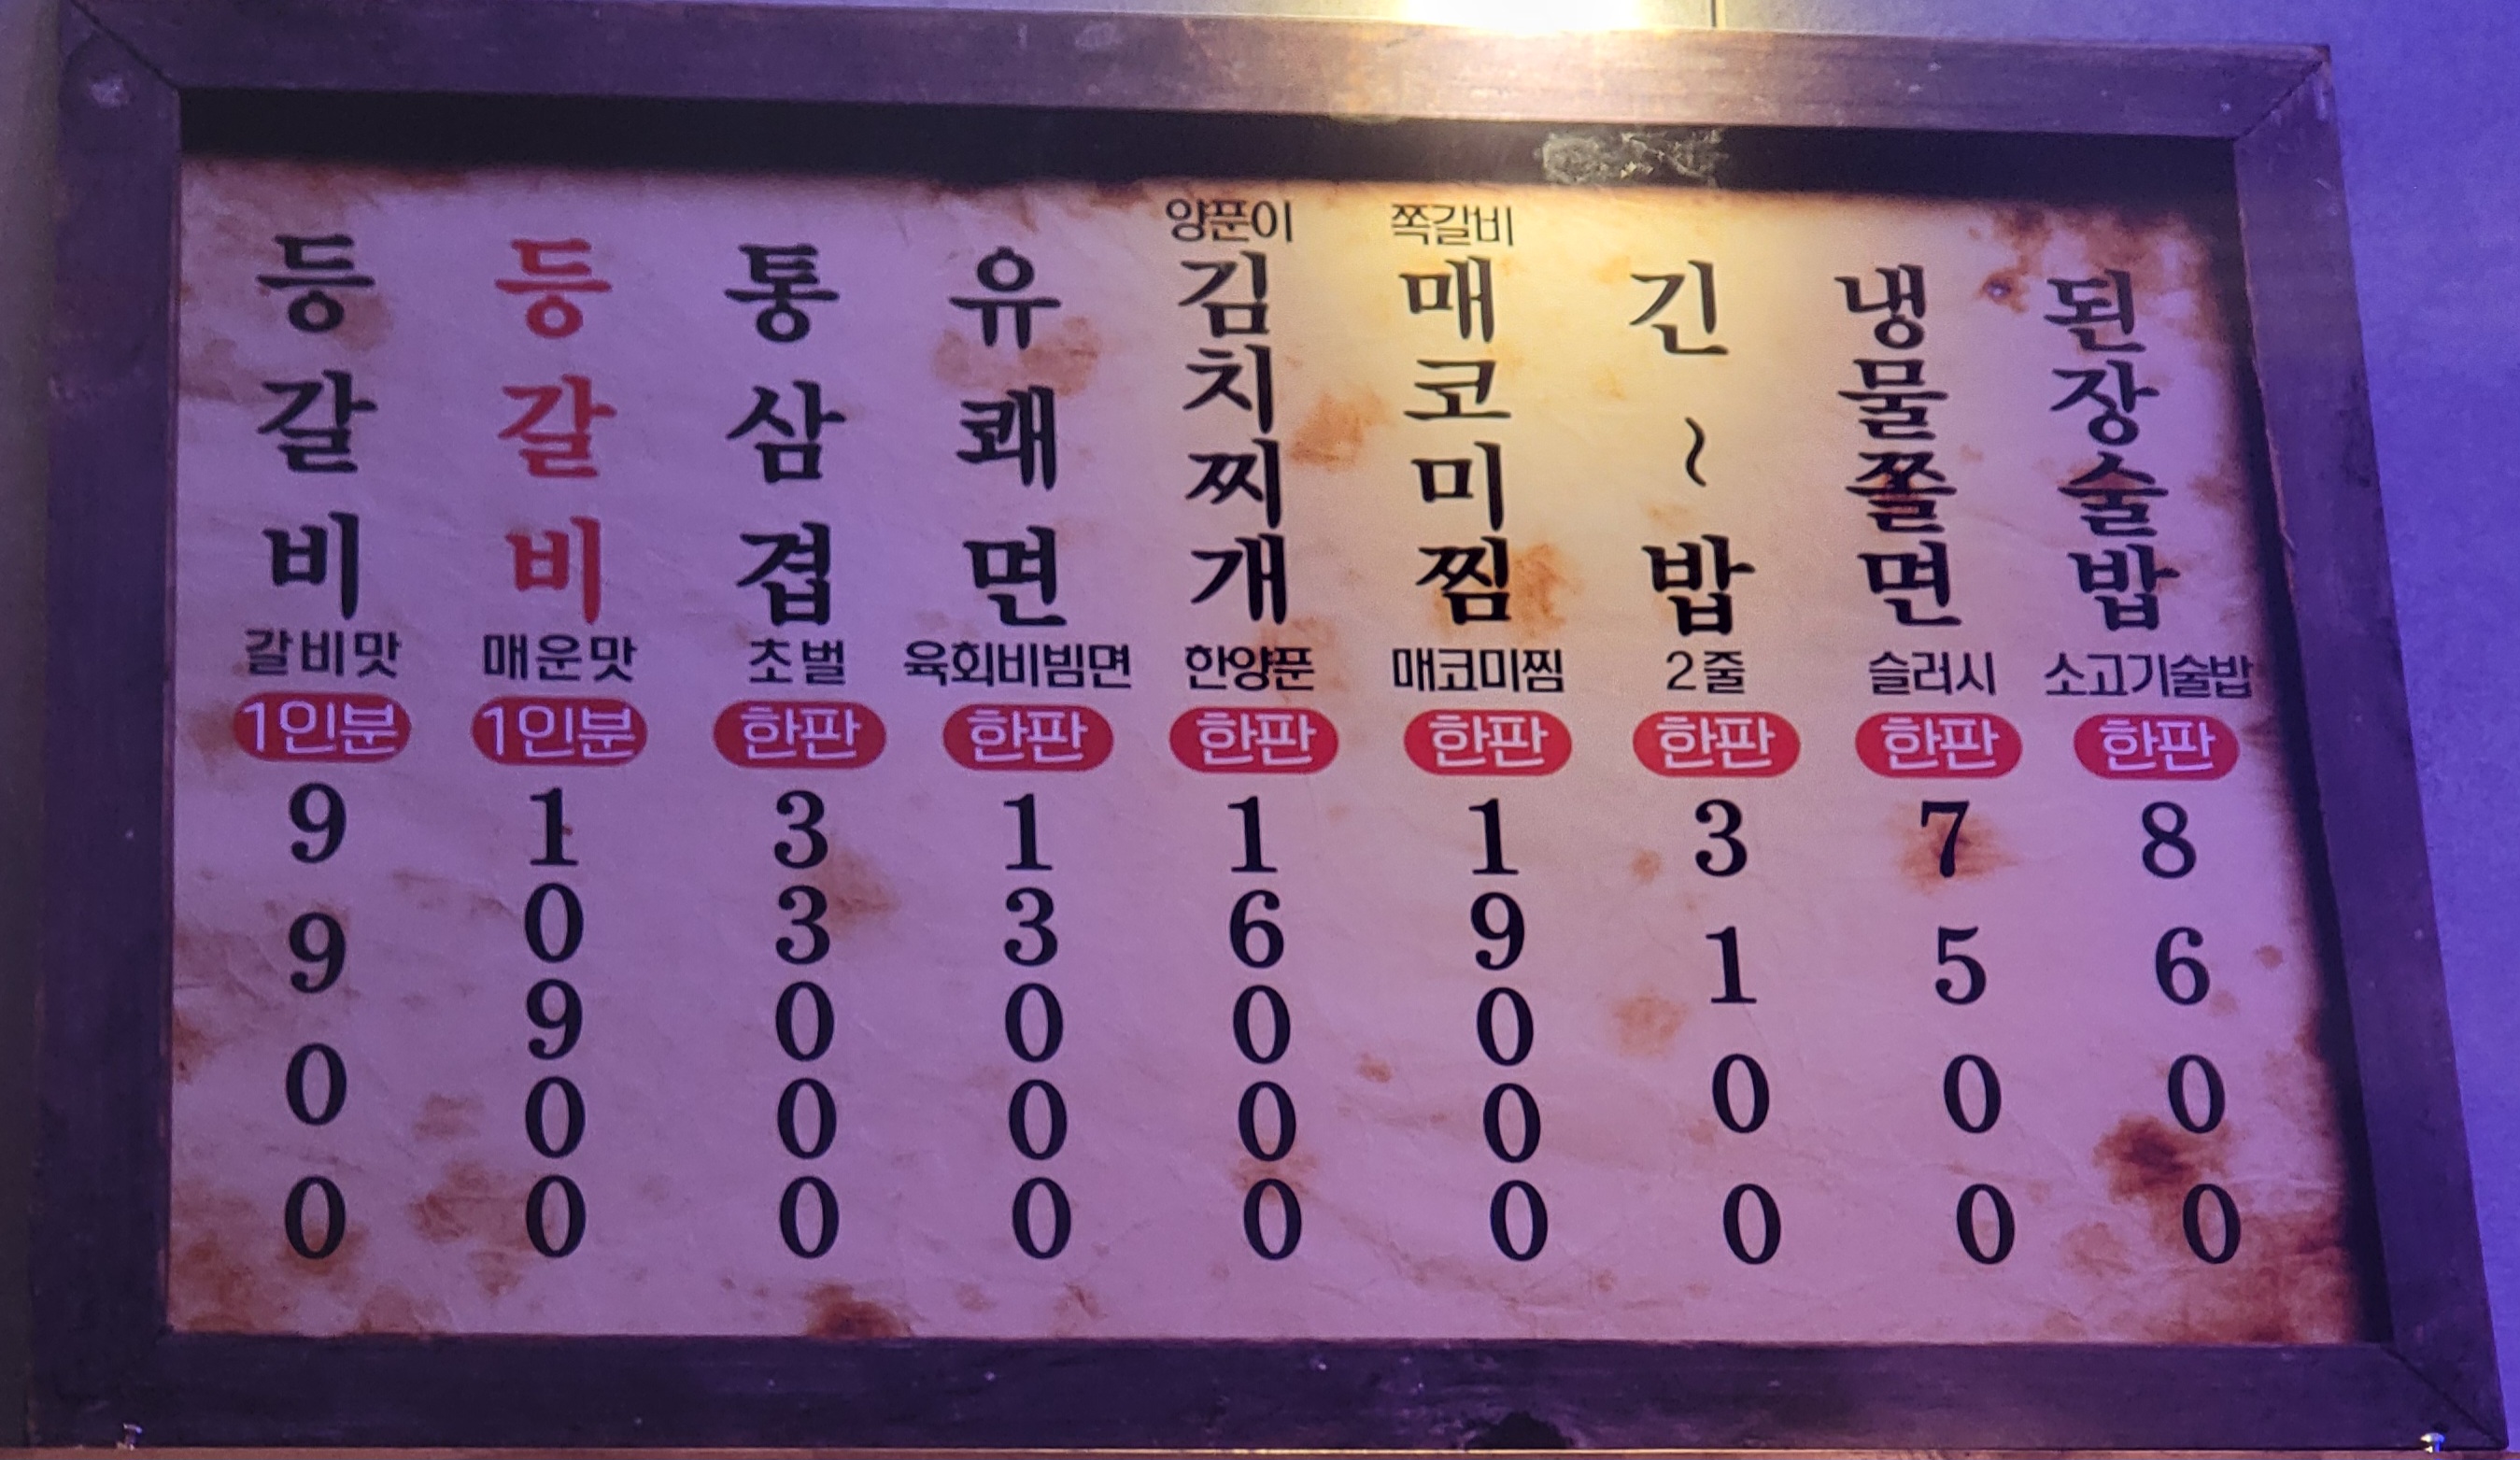 등갈비
갈비맛
1인분
9900
등갈비
매운맛
1인분
10900
통삼겹
초벌
한판
33000
유쾌면
육회비빔면
한판
13000
양푼이
김치찌개
한양푼
한판
16000
쪽갈비
매코미찜
매코미찜
한판
19000
긴~밥
2줄
한판
3100
냉물쫄면
슬러시
한판
7500
된장술밥
소고기술밥
한판
8600